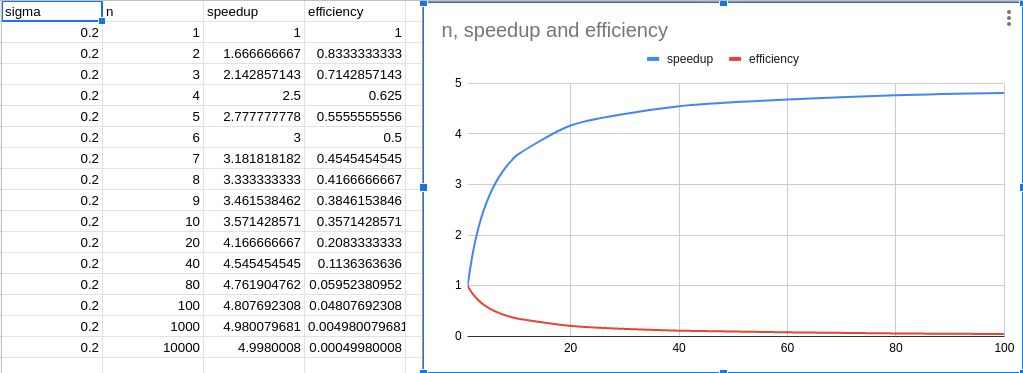 sigma n speedup efficiency
0.2 1 1 1
0.2 2 1.666666667 0.8333333333
0.2 3 2.142857143 0.7142857143
0.2 4 2.5 0.625
0.2 5 2.777777778 0.5555555556
0.2 6 3 0.5
0.2 7 3.181818182 0.4545454545
0.2 8 3.333333333 0.4166666667
0.2 9 3.461538462 0.3846153846
0.2 10 3.571428571 0.3571428571
0.2 20 4.166666667 0.2083333333
0.2 40 4.545454545 0.1136363636
0.2 80 4.761904762 0.05952380952
0.2 100 4.807692308 0.04807692308
0.2 1000 4.980079681 0.004980079681
0.2 10000 4.9980008 0.00049980008
n, speedup and efficiency
speedup efficiency
5
4
3
2
1
0
20 40 60 80 100